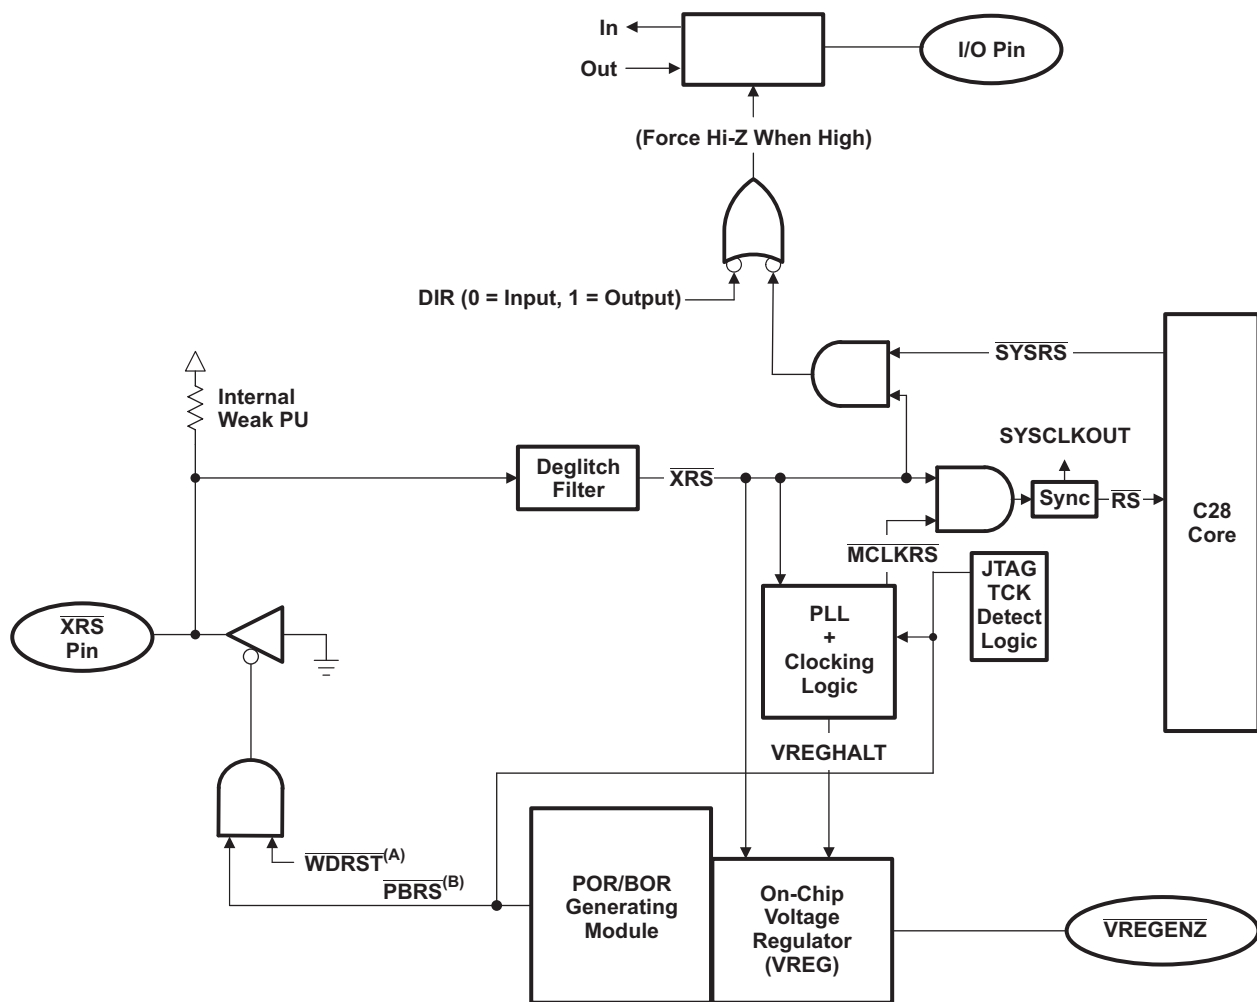 In
Out
I/O Pin
(Force Hi-Z When High)
DIR (0 = Input, 1 = Output)
SYSRS
Internal
Weak PU
SYSCLKOUT
Deglitch
Filter
XRS
Sync
RS
C28
Core
MCLKRS
JTAG
TCK
Detect
Logic
XRS
Pin
PLL
+
Clocking
Logic
VREGHALT
WDRST(A)
PBRS(B)
POR/BOR
Generating
Module
On-Chip
Voltage
Regulator
(VREG)
VREGENZ